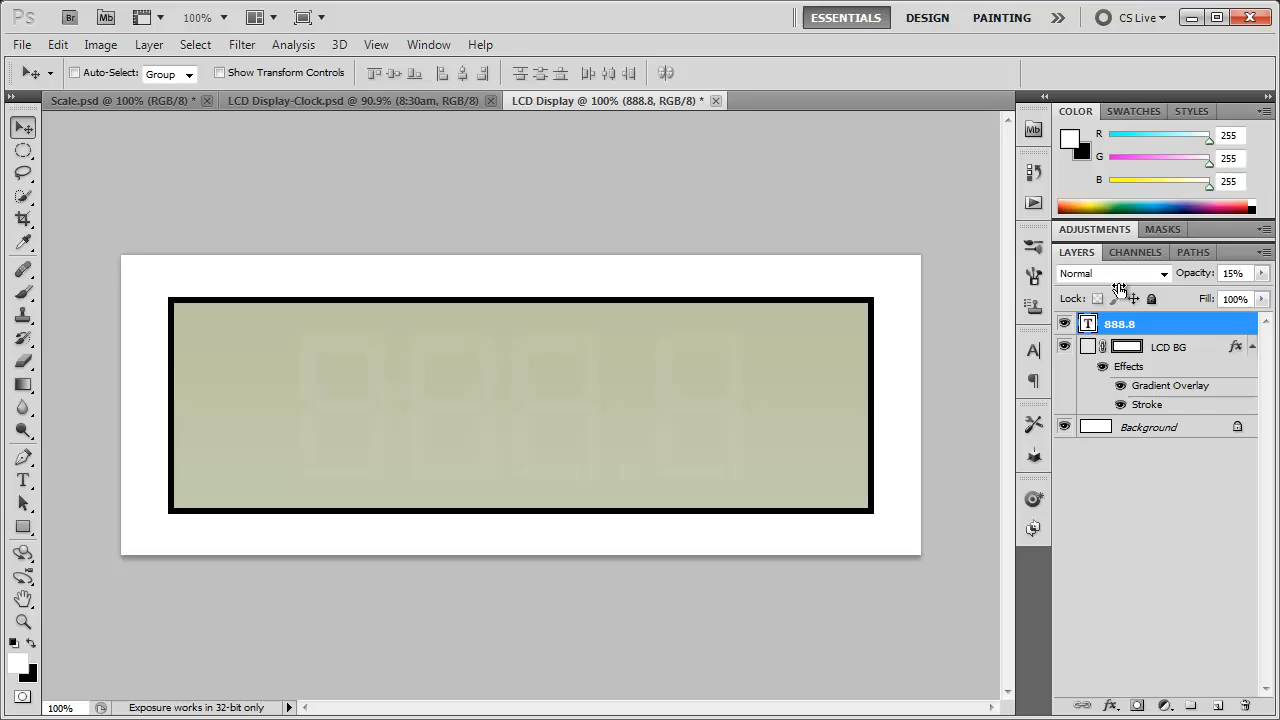 Ps Br Mb 100% ESSENTIALS DESIGN PAINTING CS Live
File Edit Image Layer Select Filter Analysis 3D View Window Help
Auto-Select: Group Show Transform Controls
Scale.psd @ 100% (RGB/8) * LCD Display-Clock.psd @ 90.9% (8:30am, RGB/8) LCD Display @ 100% (888.8, RGB/8) *
COLOR SWATCHES STYLES
Mb
R 255
G 255
B 255
ADJUSTMENTS MASKS
LAYERS CHANNELS PATHS
Normal Opacity: 15%
Lock: Fill: 100%
T 888.8
LCD BG fx
Effects
Gradient Overlay
Stroke
Background
888.8
100% Exposure works in 32-bit only